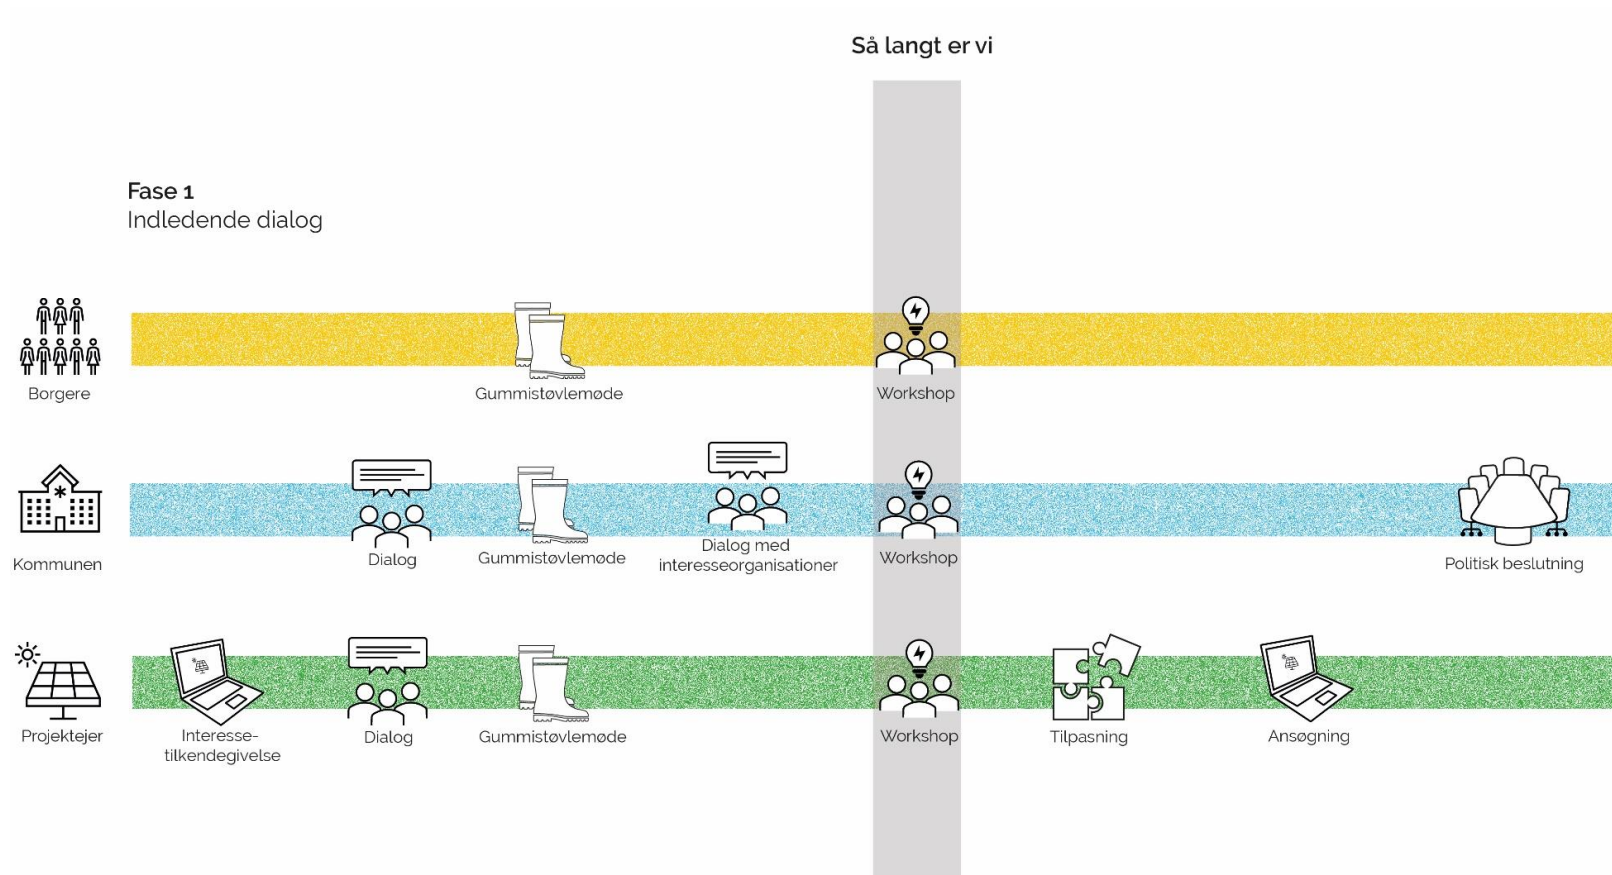 Så langt er vi
Fase 1
Indledende dialog
Borgere
Gummistøvlemøde
Workshop
Kommunen
Dialog
Gummistøvlemøde
Dialog med
interesseorganisationer
Workshop
Politisk beslutning
Projektejer
Interesse-
tilkendegivelse
Dialog
Gummistøvlemøde
Workshop
Tilpasning
Ansøgning